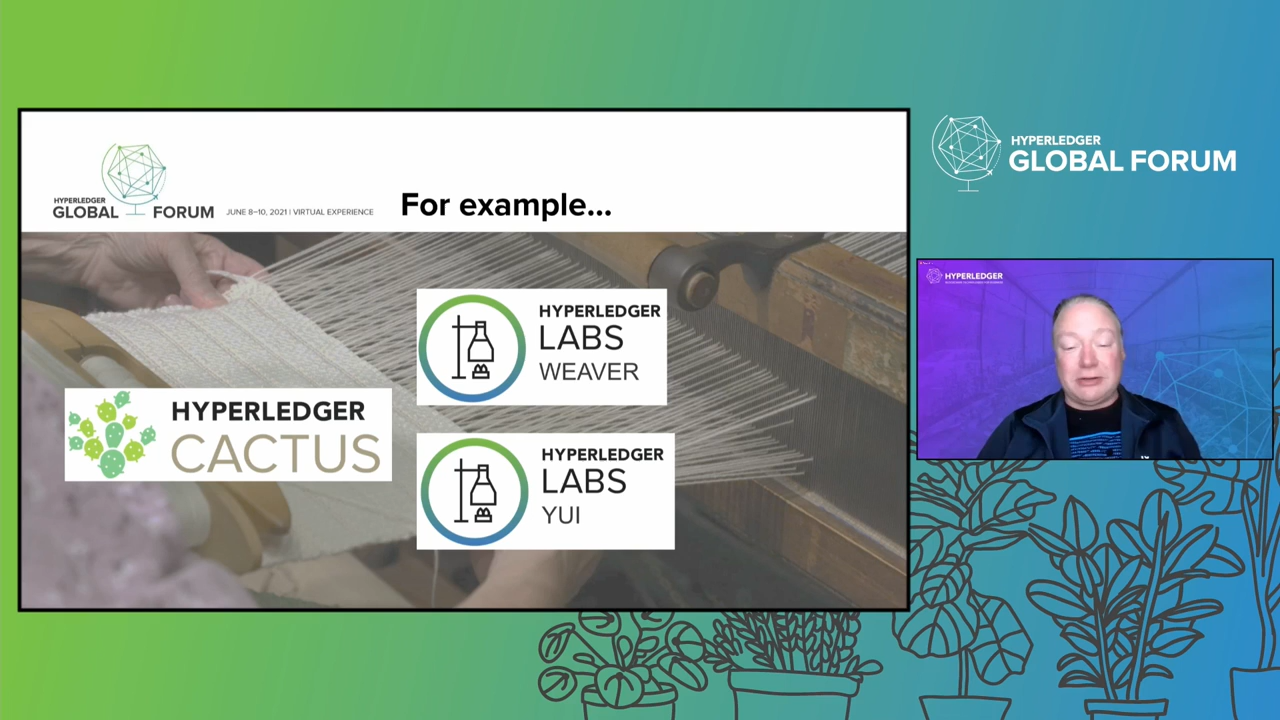 HYPERLEDGER
GLOBAL FORUM
JUNE 8–10, 2021 | VIRTUAL EXPERIENCE
For example...
HYPERLEDGER
LABS
WEAVER
HYPERLEDGER
CACTUS
HYPERLEDGER
LABS
YUI
HYPERLEDGER
GLOBAL FORUM
HYPERLEDGER